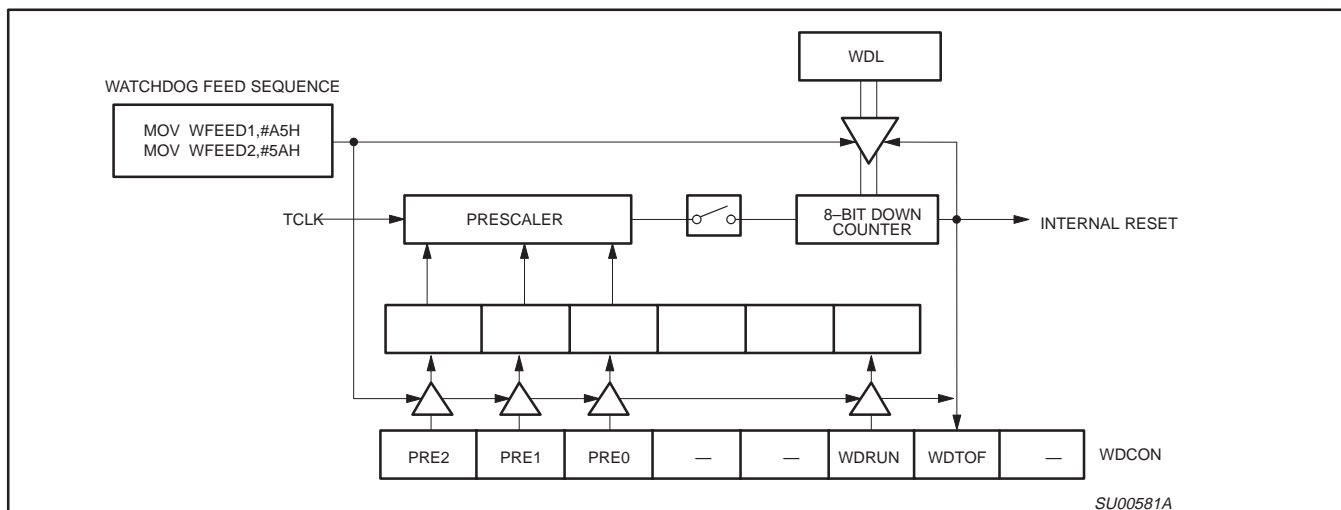 WDL
WATCHDOG FEED SEQUENCE
MOV WFEED1,#A5H
MOV WFEED2,#5AH
TCLK
PRESCALER
8–BIT DOWN
COUNTER
INTERNAL RESET
PRE2 PRE1 PRE0 — — WDRUN WDTOF — WDCON
SU00581A